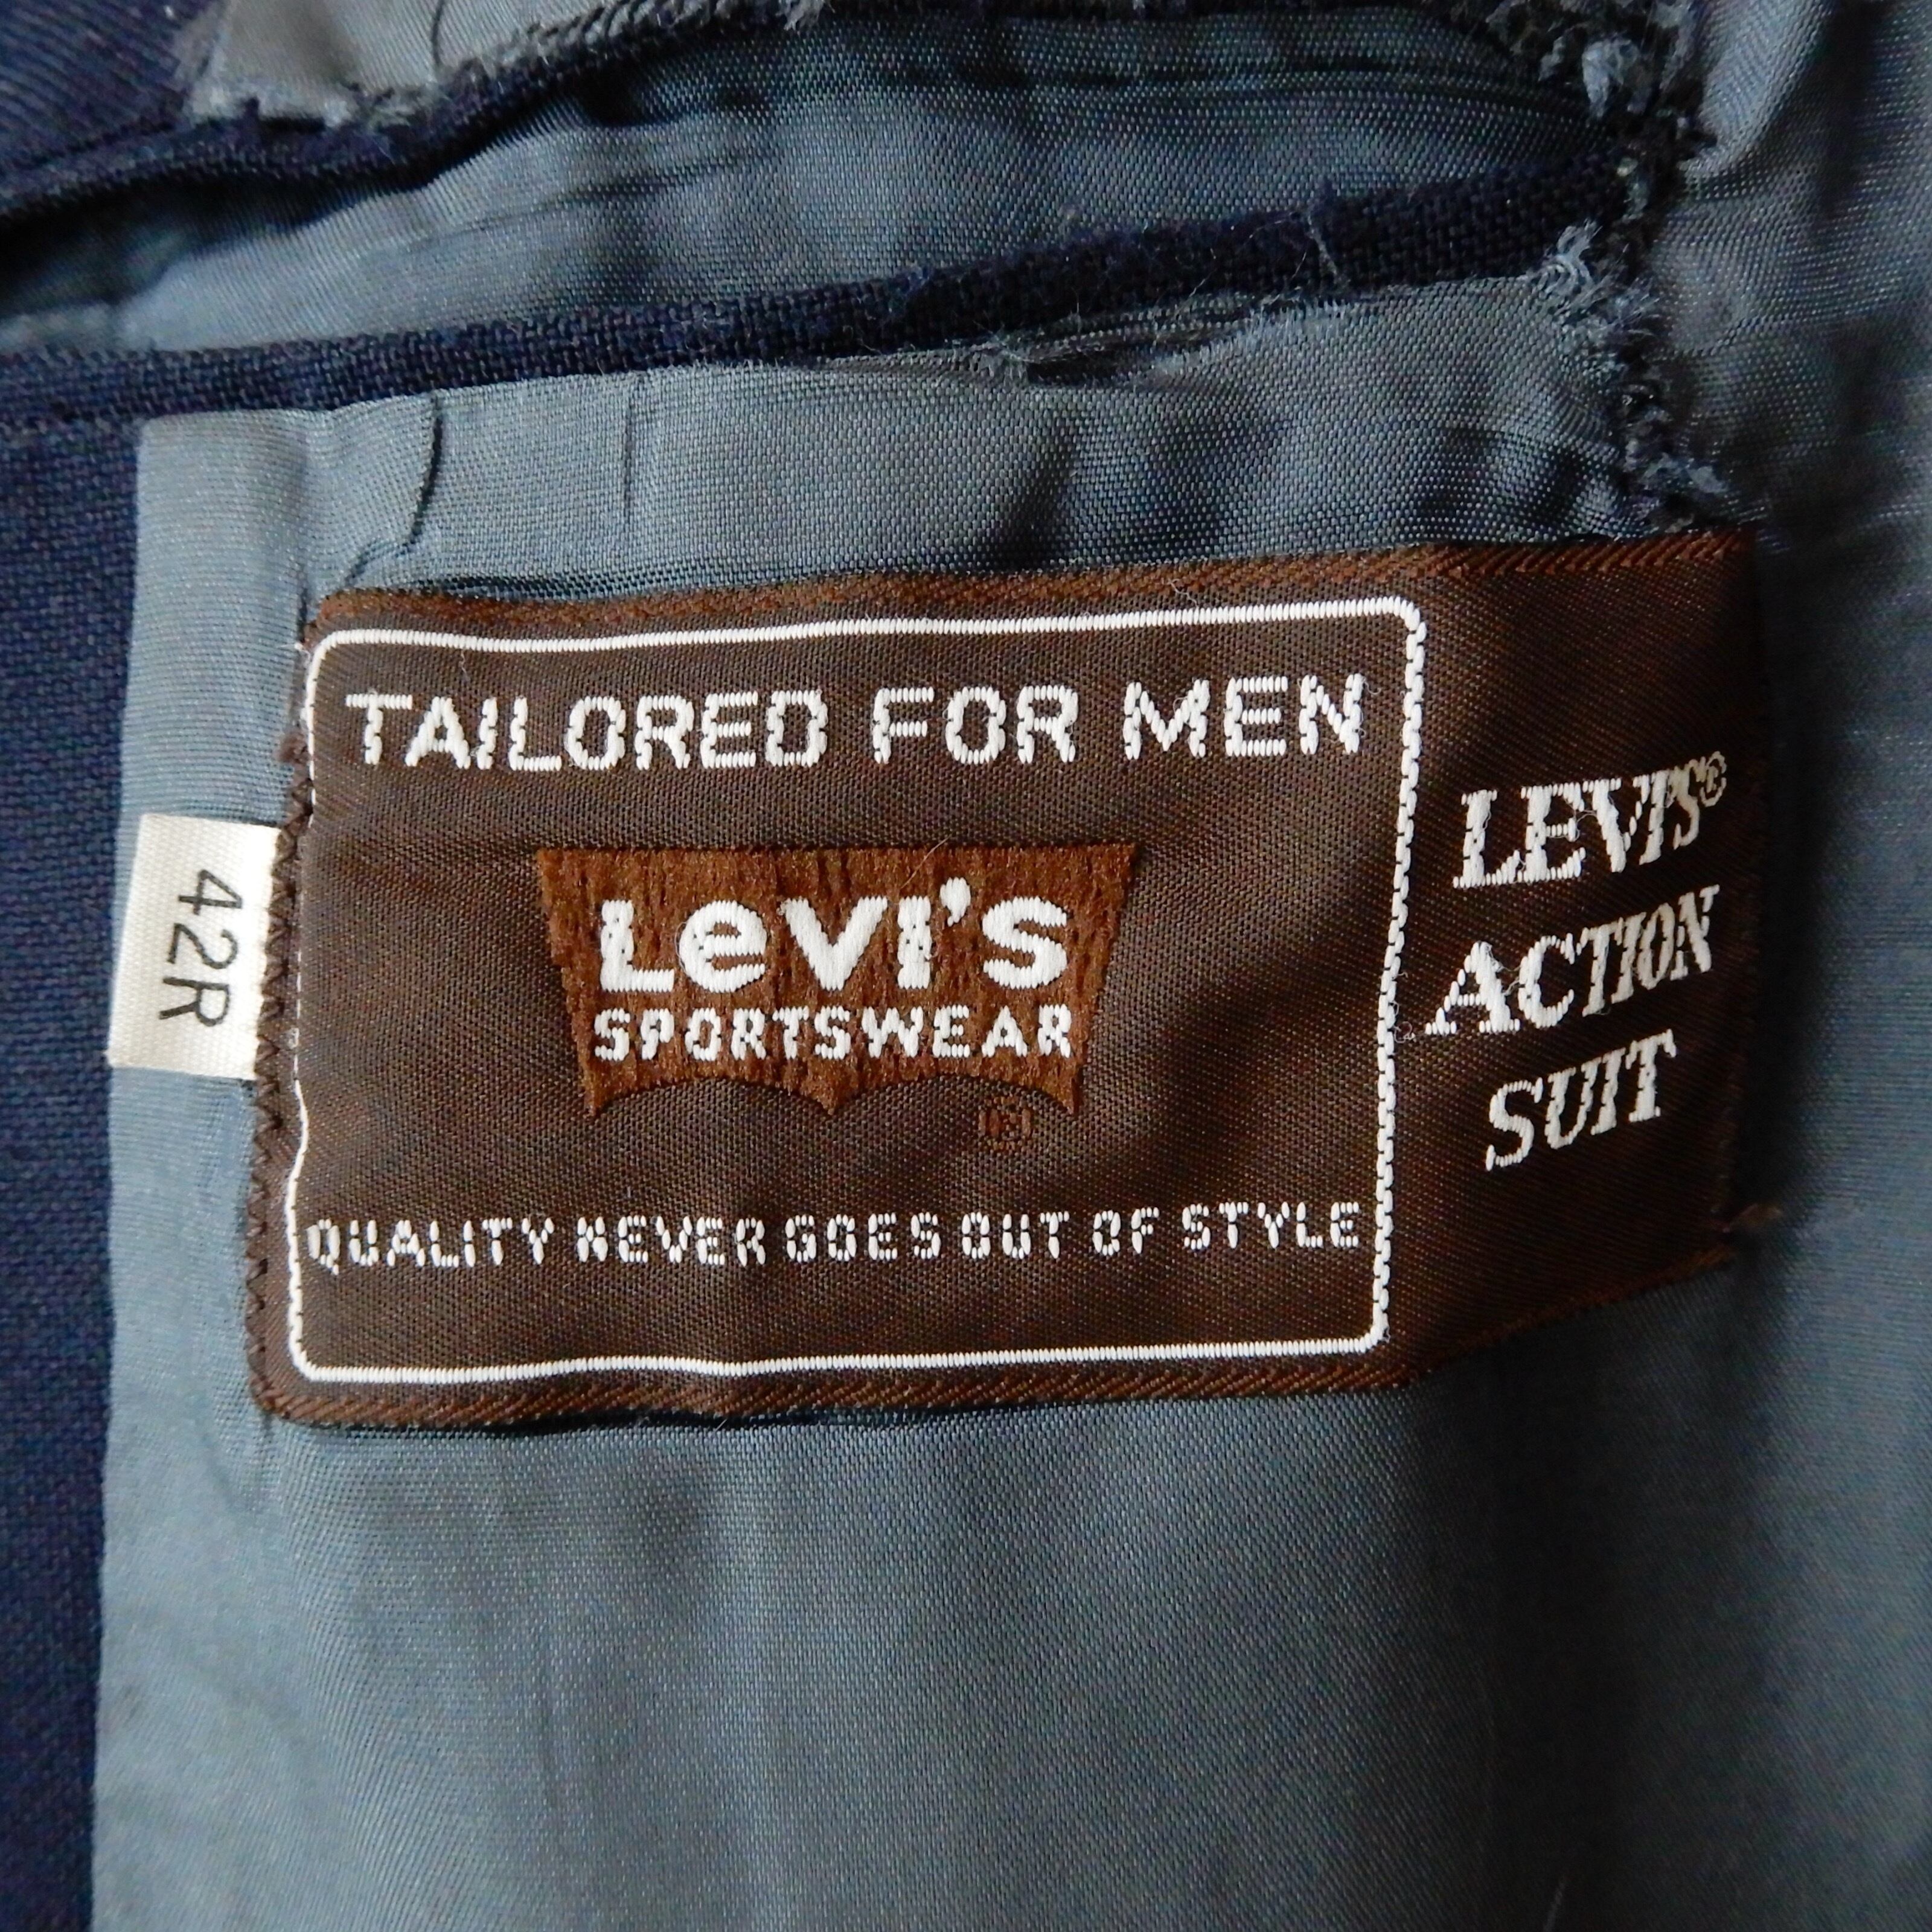 TAILORED FOR MEN
LEVI'S
SPORTSWEAR
®
QUALITY NEVER GOES OUT OF STYLE
LEVI'S®
ACTION
SUIT
42R